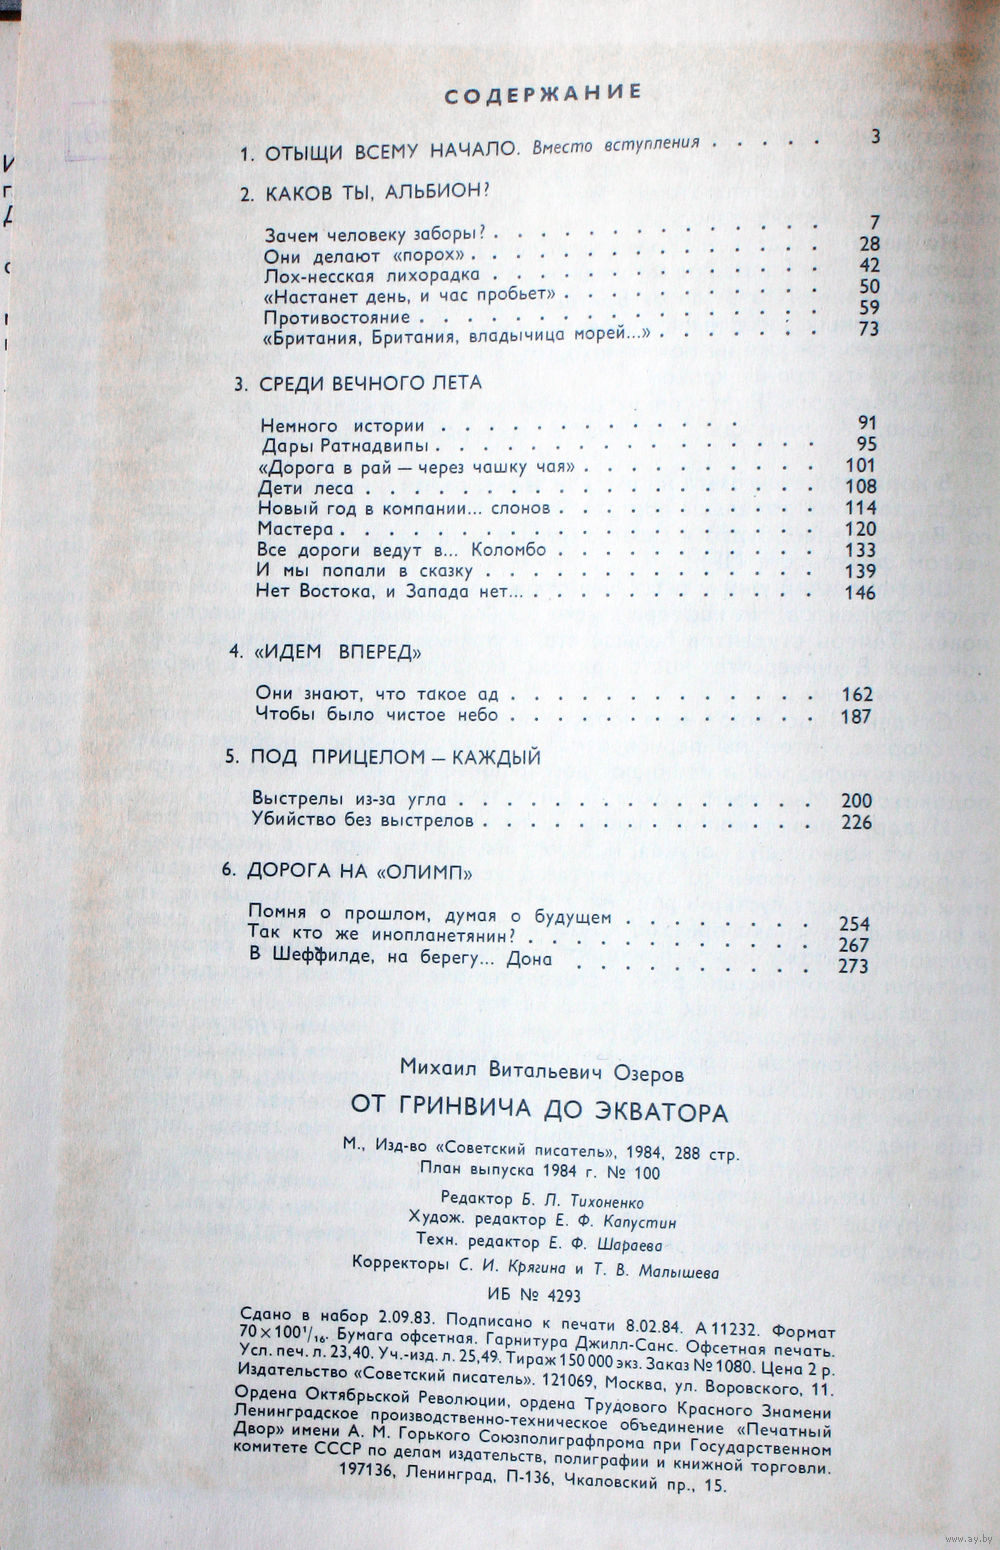 СОДЕРЖАНИЕ
1. ОТЫЩИ ВСЕМУ НАЧАЛО. Вместо вступления . . . . . 3
2. КАКОВ ТЫ, АЛЬБИОН?
Зачем человеку заборы? . . . . . . . . . . . . . 7
Они делают «порох» . . . . . . . . . . . . . . 28
Лох-несская лихорадка . . . . . . . . . . . . . 42
«Настанет день, и час пробьет» . . . . . . . . . . 50
Противостояние . . . . . . . . . . . . . . . . 59
«Британия, Британия, владычица морей...» . . . . . . 73
3. СРЕДИ ВЕЧНОГО ЛЕТА
Немного истории . . . . . . . . . . . . . . . 91
Дары Ратнадвипы . . . . . . . . . . . . . . . 95
«Дорога в рай — через чашку чая» . . . . . . . . . 101
Дети леса . . . . . . . . . . . . . . . . . 108
Новый год в компании... слонов . . . . . . . . . . 114
Мастера . . . . . . . . . . . . . . . . . . 120
Все дороги ведут в... Коломбо . . . . . . . . . . 133
И мы попали в сказку . . . . . . . . . . . . . 139
Нет Востока, и Запада нет... . . . . . . . . . . . 146
4. «ИДЕМ ВПЕРЕД»
Они знают, что такое ад . . . . . . . . . . . . 162
Чтобы было чистое небо . . . . . . . . . . . . 187
5. ПОД ПРИЦЕЛОМ — КАЖДЫЙ
Выстрелы из-за угла . . . . . . . . . . . . . . 200
Убийство без выстрелов . . . . . . . . . . . . . 226
6. ДОРОГА НА «ОЛИМП»
Помня о прошлом, думая о будущем . . . . . . . . 254
Так кто же инопланетянин? . . . . . . . . . . . 267
В Шеффилде, на берегу... Дона . . . . . . . . . . 273
Михаил Витальевич Озеров
ОТ ГРИНВИЧА ДО ЭКВАТОРА
М., Изд-во «Советский писатель», 1984, 288 стр.
План выпуска 1984 г. № 100
Редактор Б. Л. Тихоненко
Худож. редактор Е. Ф. Капустин
Техн. редактор Е. Ф. Шараева
Корректоры С. И. Крягина и Т. В. Малышева
ИБ № 4293
Сдано в набор 2.09.83. Подписано к печати 8.02.84. А 11232. Формат
70×100 1/16. Бумага офсетная. Гарнитура Джилл-Санс. Офсетная печать.
Усл. печ. л. 23,40. Уч.-изд. л. 25,49. Тираж 150 000 экз. Заказ № 1080. Цена 2 р.
Издательство «Советский писатель». 121069, Москва, ул. Воровского, 11.
Ордена Октябрьской Революции, ордена Трудового Красного Знамени
Ленинградское производственно-техническое объединение «Печатный
Двор» имени А. М. Горького Союзполиграфпрома при Государственном
комитете СССР по делам издательств, полиграфии и книжной торговли.
197136, Ленинград, П-136, Чкаловский пр., 15.
www.ay.by